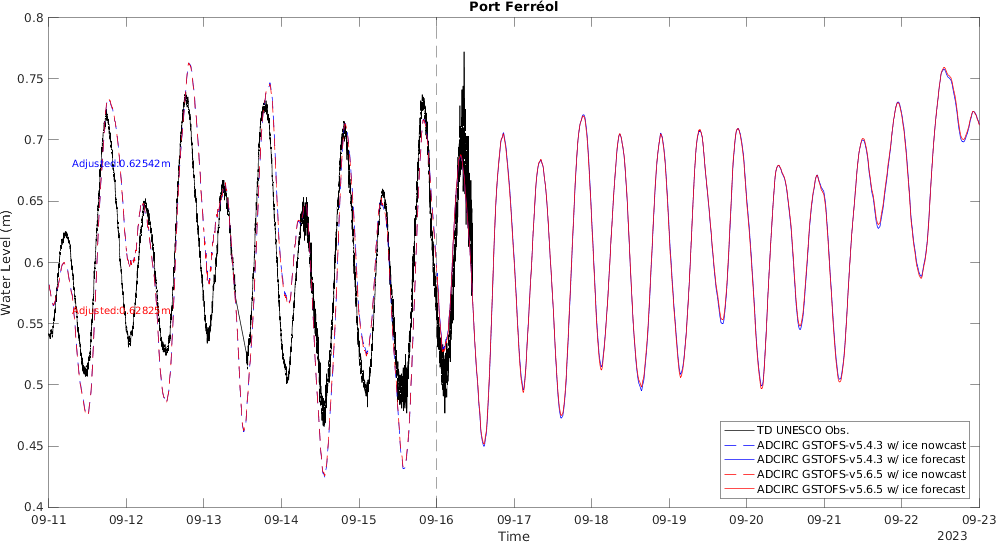 Port Ferréol
Water Level (m)
0.8
0.75
0.7
0.65
0.6
0.55
0.5
0.45
0.4
Adjusted:0.62542m
Adjusted:0.62825m
TD UNESCO Obs.
ADCIRC GSTOFS-v5.4.3 w/ ice nowcast
ADCIRC GSTOFS-v5.4.3 w/ ice forecast
ADCIRC GSTOFS-v5.6.5 w/ ice nowcast
ADCIRC GSTOFS-v5.6.5 w/ ice forecast
09-11 09-12 09-13 09-14 09-15 09-16 09-17 09-18 09-19 09-20 09-21 09-22 09-23
Time
2023